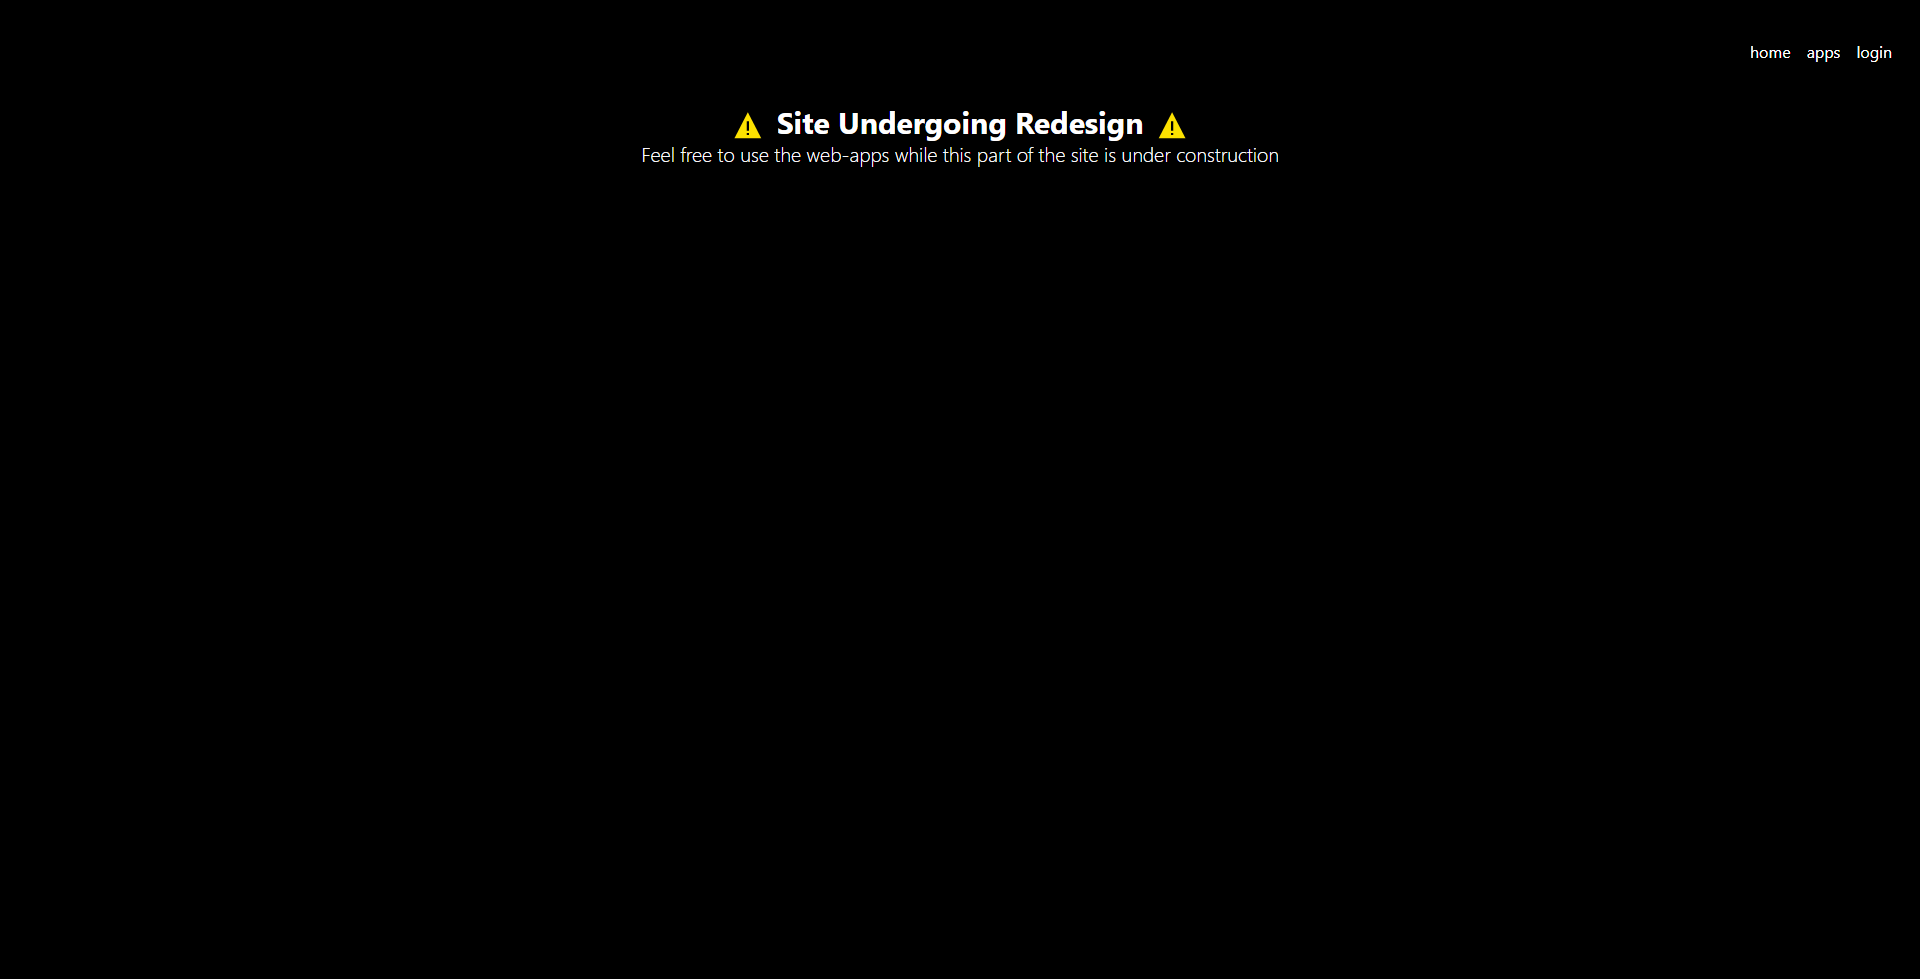 home apps login
⚠ Site Undergoing Redesign ⚠
Feel free to use the web-apps while this part of the site is under construction